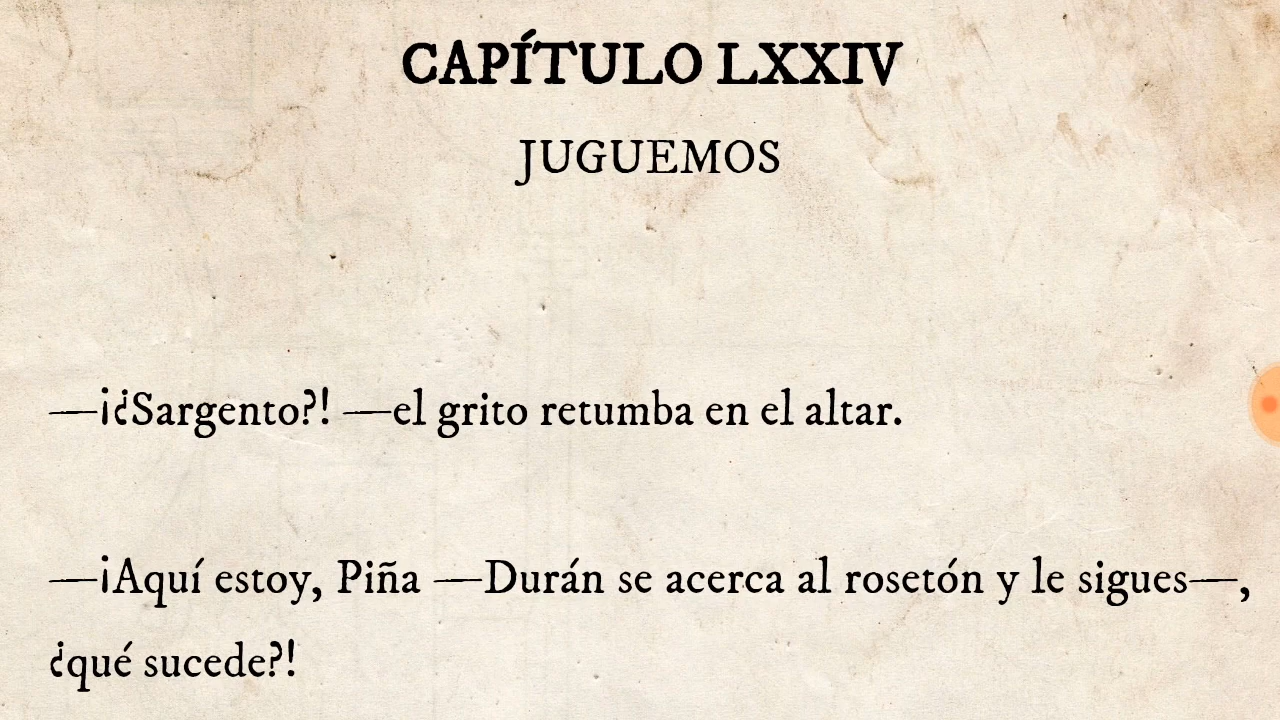 CAPÍTULO LXXIV
JUGUEMOS
—¡¿Sargento?! —el grito retumba en el altar.
—¡Aquí estoy, Piña —Durán se acerca al rosetón y le sigues—,
¿qué sucede?!